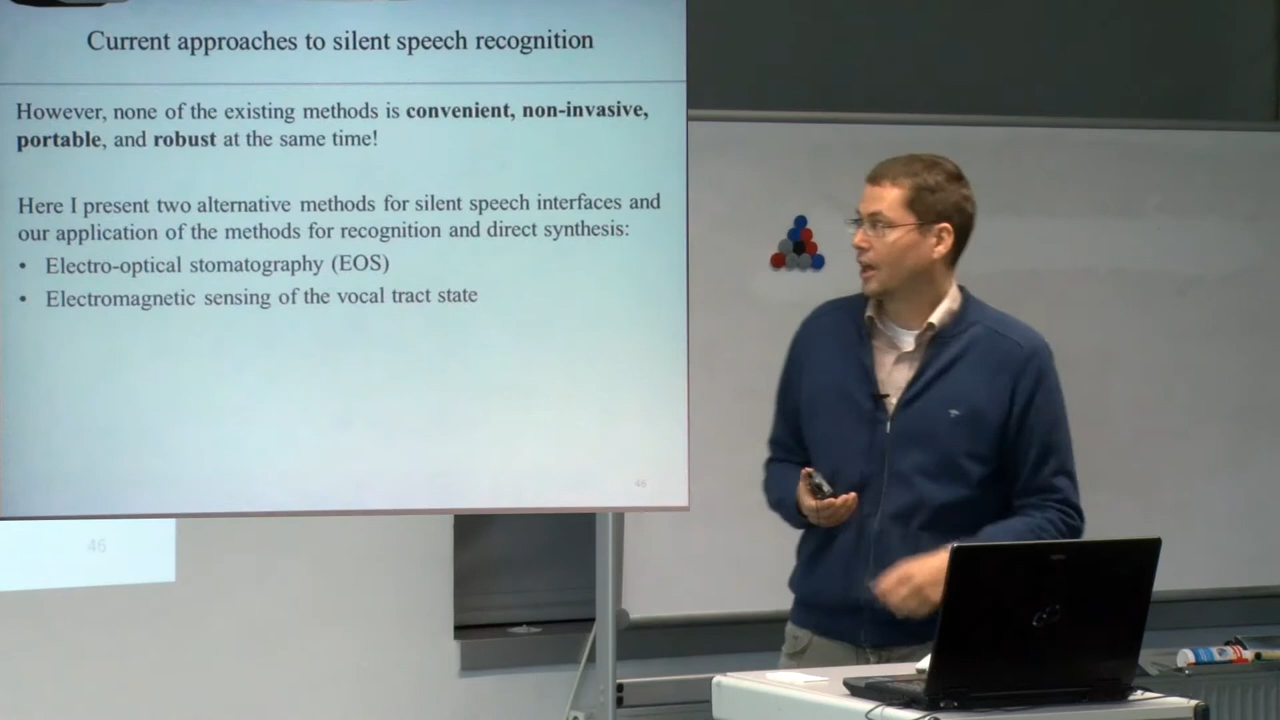 Current approaches to silent speech recognition
However, none of the existing methods is convenient, non-invasive,
portable, and robust at the same time!
Here I present two alternative methods for silent speech interfaces and
our application of the methods for recognition and direct synthesis:
• Electro-optical stomatography (EOS)
• Electromagnetic sensing of the vocal tract state
46
46